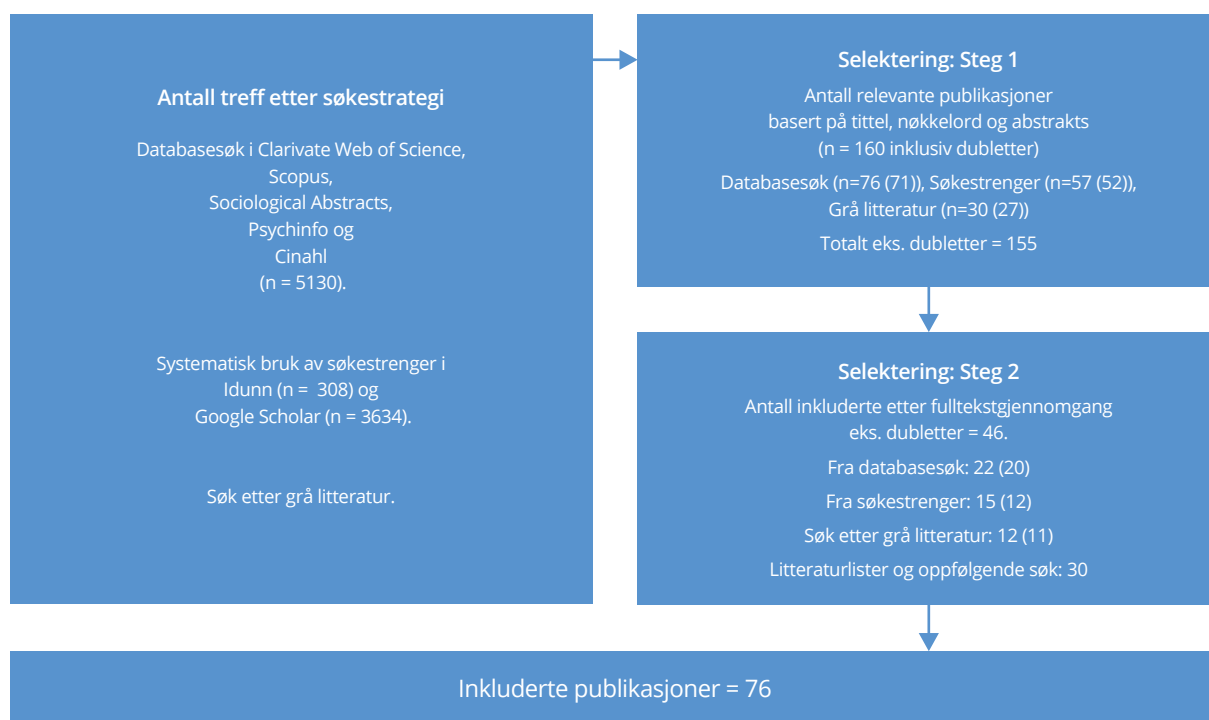 Antall treff etter søkestrategi
Databasesøk i Clarivate Web of Science,
Scopus,
Sociological Abstracts,
Psychinfo og
Cinahl
(n = 5130).
Systematisk bruk av søkestrenger i
Idunn (n =  308) og
Google Scholar (n = 3634).
Søk etter grå litteratur.
Selektering: Steg 1
Antall relevante publikasjoner
basert på tittel, nøkkelord og abstrakts
(n = 160 inklusiv dubletter)
Databasesøk (n=76 (71)), Søkestrenger (n=57 (52)),
Grå litteratur (n=30 (27))
Totalt eks. dubletter = 155
Selektering: Steg 2
Antall inkluderte etter fulltekstgjennomgang
eks. dubletter = 46.
Fra databasesøk: 22 (20)
Fra søkestrenger: 15 (12)
Søk etter grå litteratur: 12 (11)
Litteraturlister og oppfølgende søk: 30
Inkluderte publikasjoner = 76